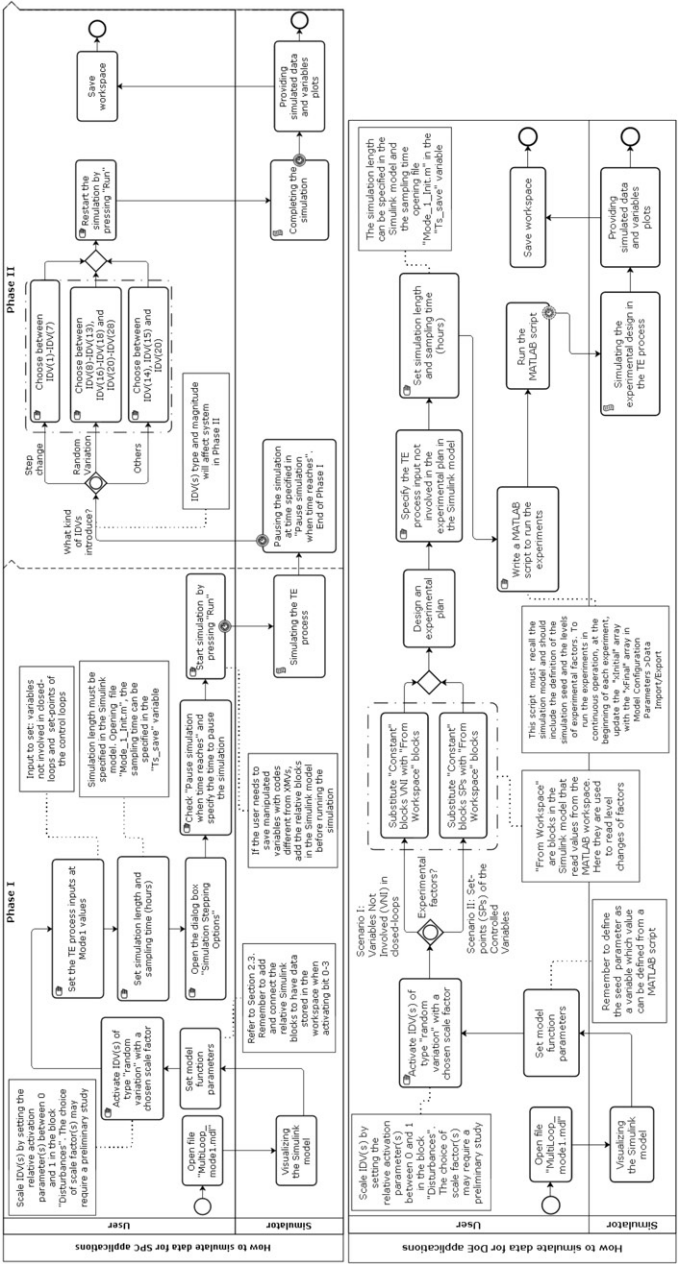 How to simulate data for SPC applications
User
Simulator
Phase I
Phase II
Scale IDV(s) by setting the
relative activation
parameter(s) between 0
and 1 in the block
"Disturbances". The choice
of scale factor(s) may
require a preliminary study
Open file
"MultiLoop_
mode1.mdl"
Visualizing
the Simulink
model
Set model
function
parameters
Activate IDV(s) of
type "random
variation" with a
chosen scale factor
Refer to Section 2.3.
Remember to add
and connect the
relative Simulink
blocks to have data
stored in the
workspace when
activating bit 0-3
Set the TE process inputs at
Mode1 values
Input to set: variables
not involved in closed-
loops and set-points of
the control loops
Set simulation length and
sampling time (hours)
Simulation length must be
specified in the Simulink
model. Opening file
"Mode_1_Init.m", the
sampling time can be
specified in the
"Ts_save" variable
Open the dialog box
"Simulation Stepping
Options"
Check "Pause simulation
when time reaches" and
specify the time to pause
the simulation
If the user needs to
save manipulated
variables with codes
different from XMVs,
add the relative blocks
in the Simulink model
before running the
simulation
Start simulation by
pressing "Run"
Simulating the TE
process
Pausing the simulation
at time specified in
"Pause simulation
when time reaches".
End of Phase I
What kind
of IDVs
introduce?
Step
change
Random
Variation
Others
IDV(s) type and magnitude
will affect system
in Phase II
Choose between
IDV(1)-IDV(7)
Choose between
IDV(8)-IDV(13),
IDV(16)-IDV(18) and
IDV(20)-IDV(28)
Choose between
IDV(14), IDV(15) and
IDV(20)
Restart the
simulation by
pressing "Run"
Completing the
simulation
Providing
simulated data
and variables
plots
Save
workspace
How to simulate data for DoE applications
User
Simulator
Scale IDV(s) by
setting the
relative activation
parameter(s)
between 0 and 1
in the block
"Disturbances".
The choice of
scale factor(s)
may require a
preliminary study
Open file
"MultiLoop_
mode1.mdl"
Visualizing
the Simulink
model
Set model
function
parameters
Remember to define
the seed parameter as
a variable which value
can be defined from a
MATLAB script
Activate IDV(s) of
type "random
variation" with a
chosen scale factor
Experimental
factors?
Scenario I:
Variables Not
Involved (VNI) in
closed-loops
Scenario II: Set-
points (SPs) of the
Controlled
Variables
Substitute "Constant"
blocks VNI with "From
Workspace" blocks
Substitute "Constant"
blocks SPs with "From
Workspace" blocks
"From Workspace"
are blocks in the
Simulink model that
read values from the
MATLAB workspace.
Here they are used
to read level
changes of factors
Design an
experimental
plan
Specify the TE
process input not
involved in the
experimental plan in
the Simulink model
Set simulation length
and sampling time
(hours)
The simulation length
can be specified in the
Simulink model and
the sampling time
opening file
"Mode_1_Init.m" in the
"Ts_save" variable
Write a MATLAB
script to run the
experiments
This script must recall the
simulation model and should
include the definition of the
simulation seed and the levels
of experimental factors. To
run the experiments in
continuous operation, at the
beginning of each experiment,
update the "xInitial" array
with the "xFinal" array in
Model Configuration
Parameters >Data
Import/Export
Run the
MATLAB script
Simulating the
experimental design in
the TE process
Providing
simulated data
and variables
plots
Save workspace